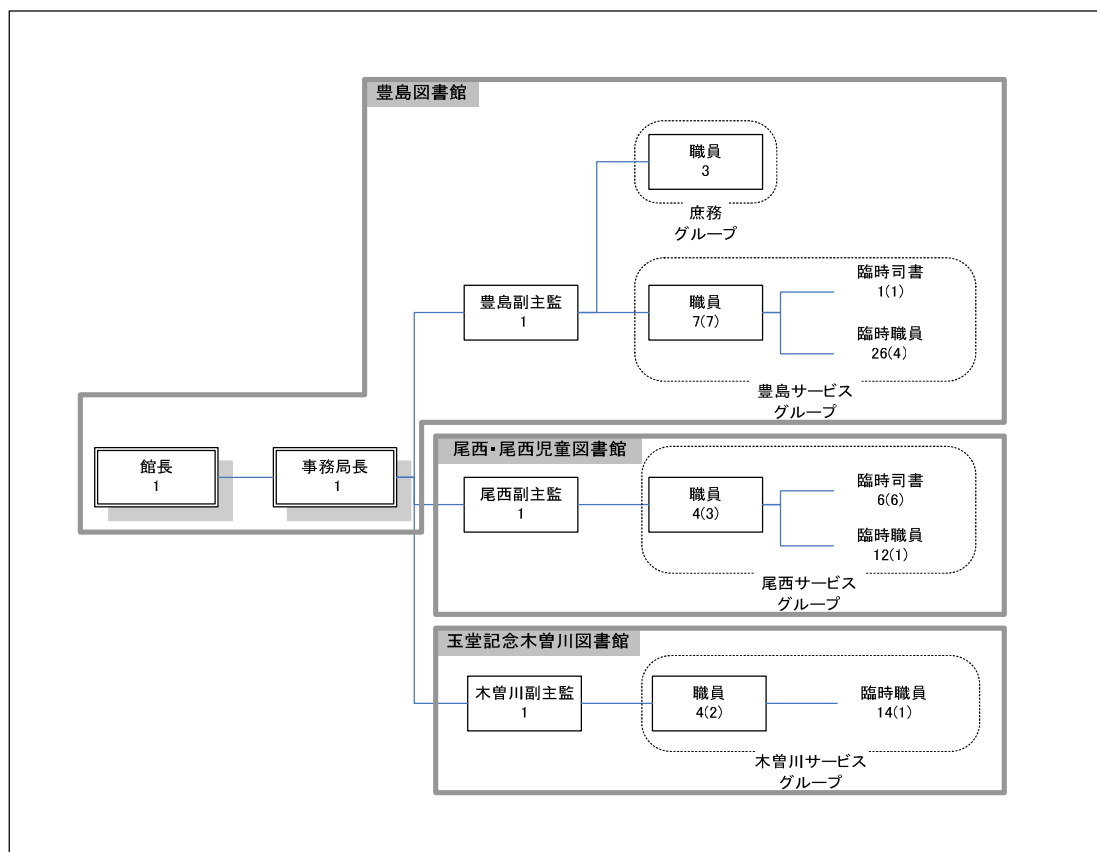 豊島図書館
職員
3
庶務
グループ
豊島副主監
1
職員
7(7)
臨時司書
1(1)
臨時職員
26(4)
豊島サービス
グループ
館長
1
事務局長
1
尾西・尾西児童図書館
尾西副主監
1
職員
4(3)
臨時司書
6(6)
臨時職員
12(1)
尾西サービス
グループ
玉堂記念木曽川図書館
木曽川副主監
1
職員
4(2)
臨時職員
14(1)
木曽川サービス
グループ